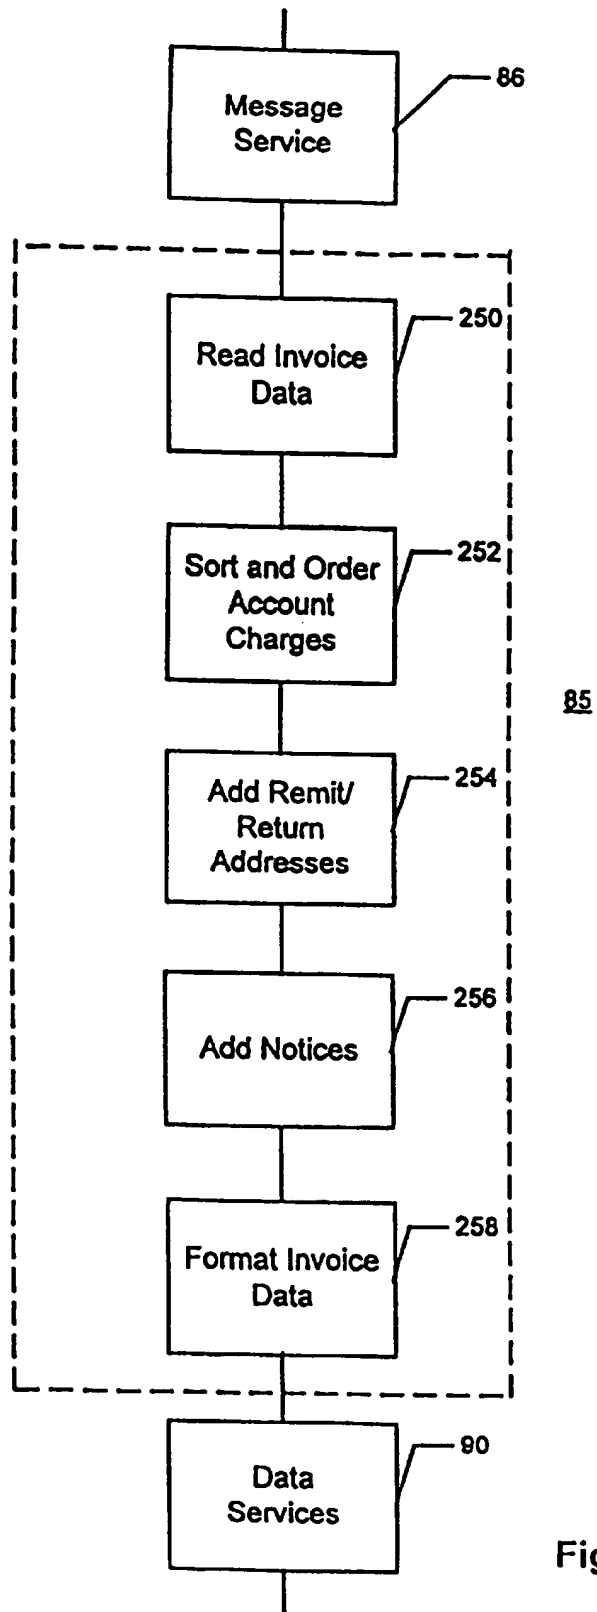 Message
Service
86
Read Invoice
Data
250
Sort and Order
Account
Charges
252
85
Add Remit/
Return
Addresses
254
Add Notices
256
Format Invoice
Data
258
Data
Services
90
Fig